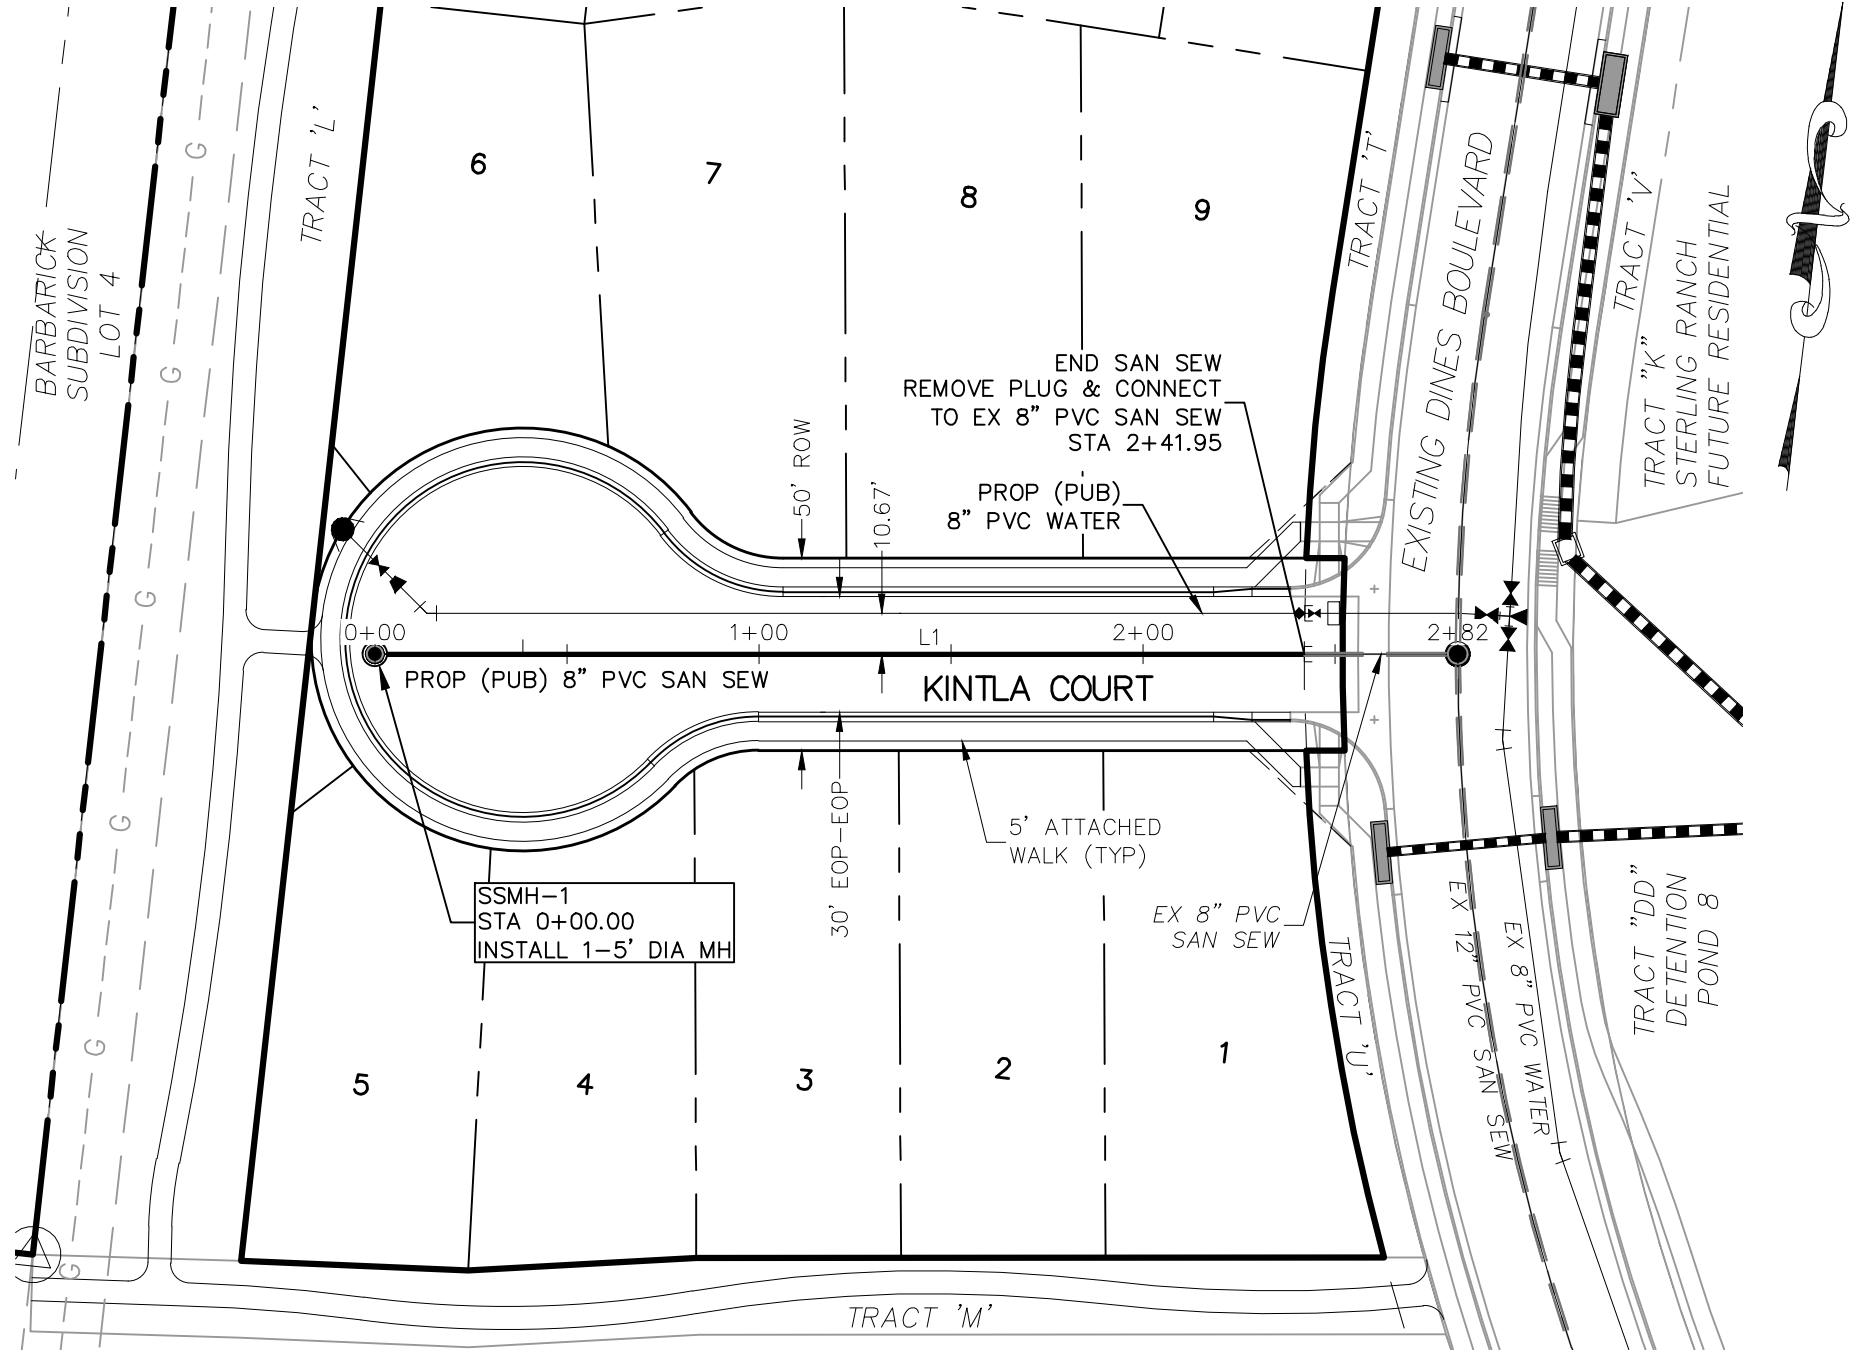 BARBARICK
SUBDIVISION
LOT 4
G
G
G
G
G
G
G
TRACT 'L'
6
7
8
9
TRACT 'T'
EXISTING DINES BOULEVARD
TRACT 'V'
TRACT "K"
STERLING RANCH
FUTURE RESIDENTIAL
END SAN SEW
REMOVE PLUG & CONNECT
TO EX 8" PVC SAN SEW
STA 2+41.95
PROP (PUB)
8" PVC WATER
50' ROW
10.67'
0+00
1+00
L1
2+00
2+82
PROP (PUB) 8" PVC SAN SEW
KINTLA COURT
30' EOP-EOP
5' ATTACHED
WALK (TYP)
SSMH-1
STA 0+00.00
INSTALL 1-5' DIA MH
EX 8" PVC
SAN SEW
TRACT 'U'
EX 12" PVC SAN SEW
EX 8" PVC WATER
TRACT "DD"
DETENTION
POND 8
5
4
3
2
1
TRACT 'M'